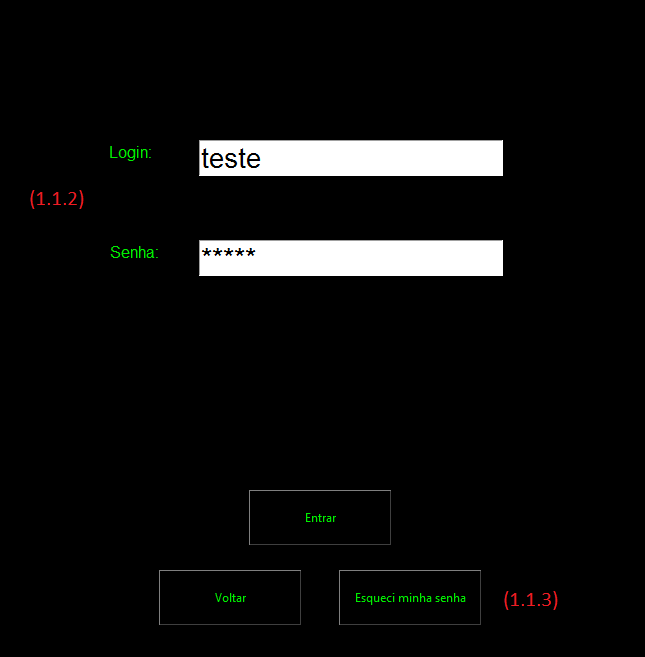 Login: teste
(1.1.2)
Senha: *****
Entrar
Voltar Esqueci minha senha (1.1.3)